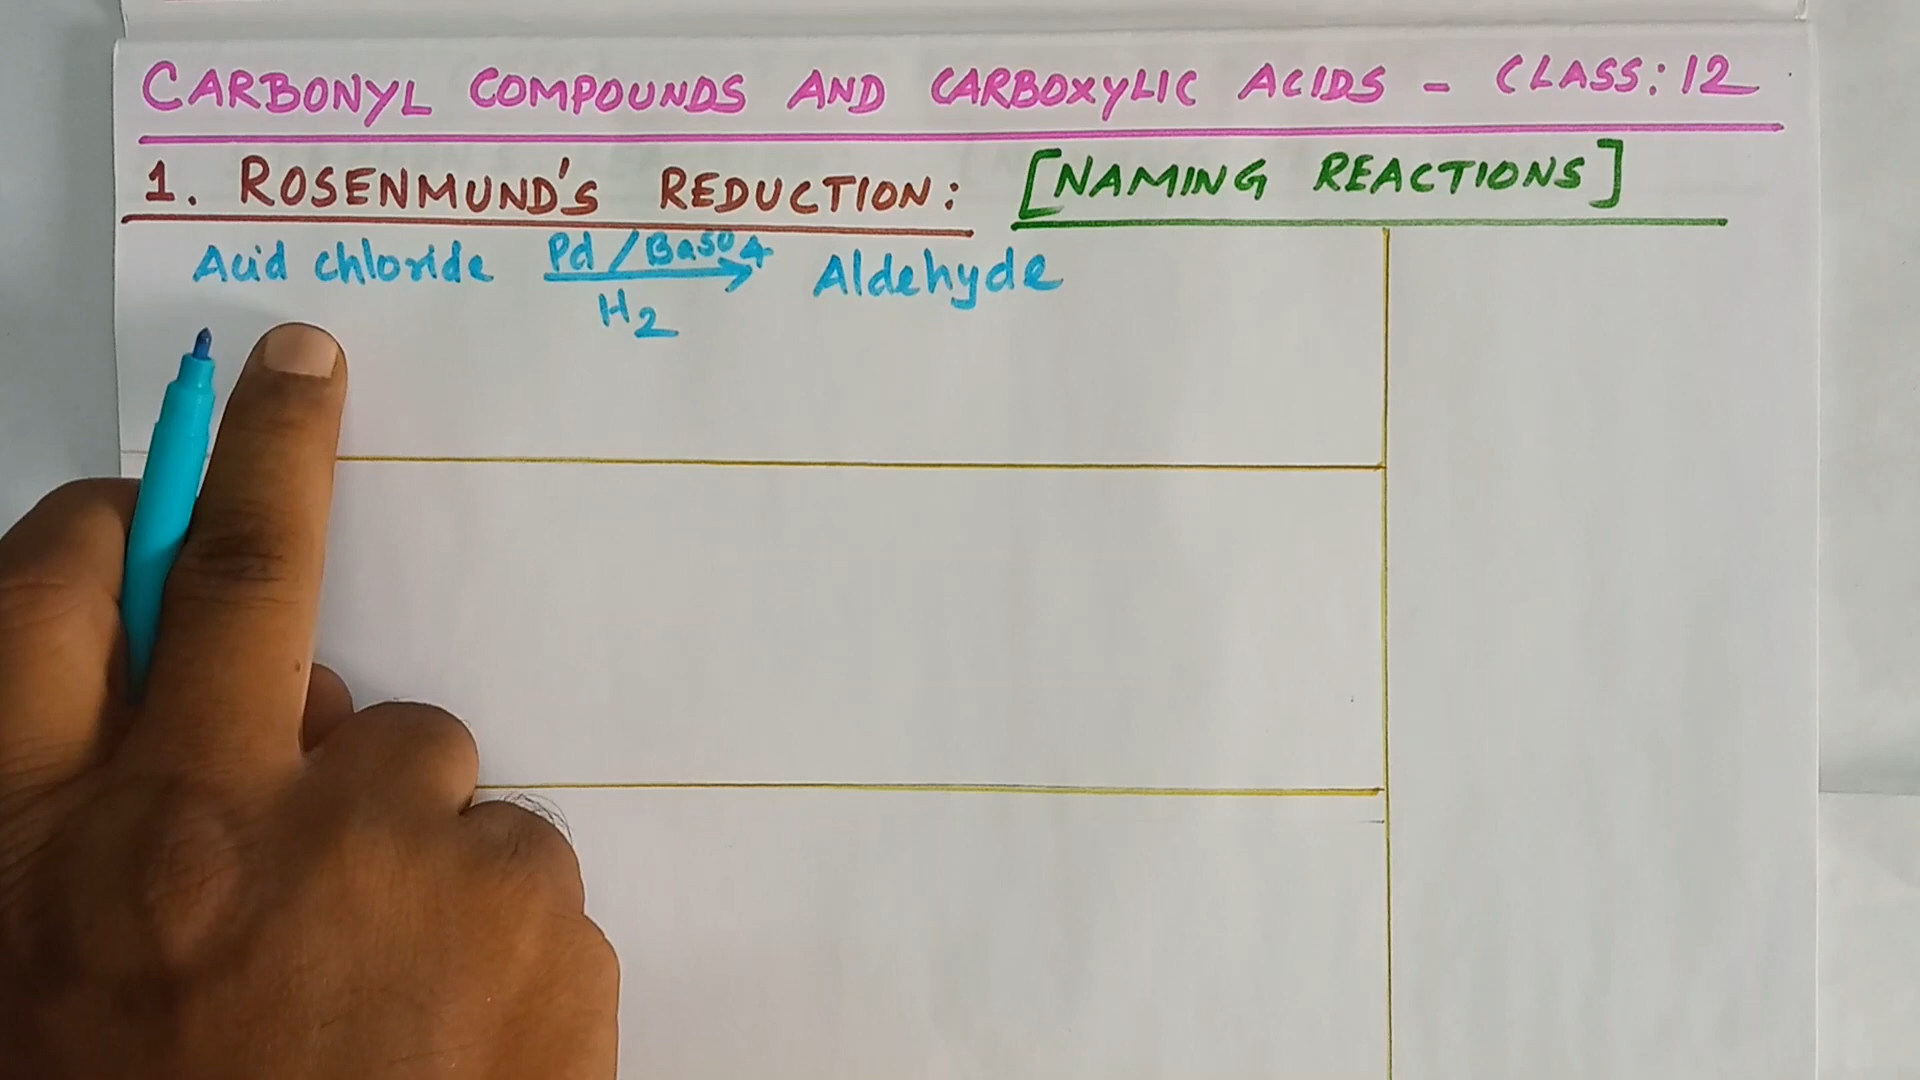 CARBONYL COMPOUNDS AND CARBOXYLIC ACIDS - CLASS: 12
1. ROSENMUND'S REDUCTION: [NAMING REACTIONS]
Acid chloride Pd/BaSO4 Aldehyde
H2